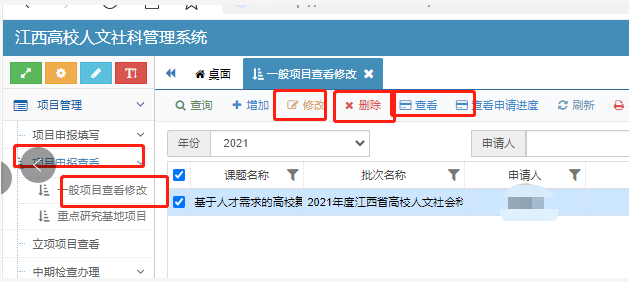 江西高校人文社科管理系统
桌面
一般项目查看修改
项目管理
查询 增加 修改 删除 查看 查看申请进度 刷新
项目申报填写
年份 2021 申请人
项目申报查看
课题名称 批次名称 申请人
一般项目查看修改
基于人才需求的高校 2021年度江西省高校人文社会科
重点研究基地项目
立项项目查看
中期检查办理